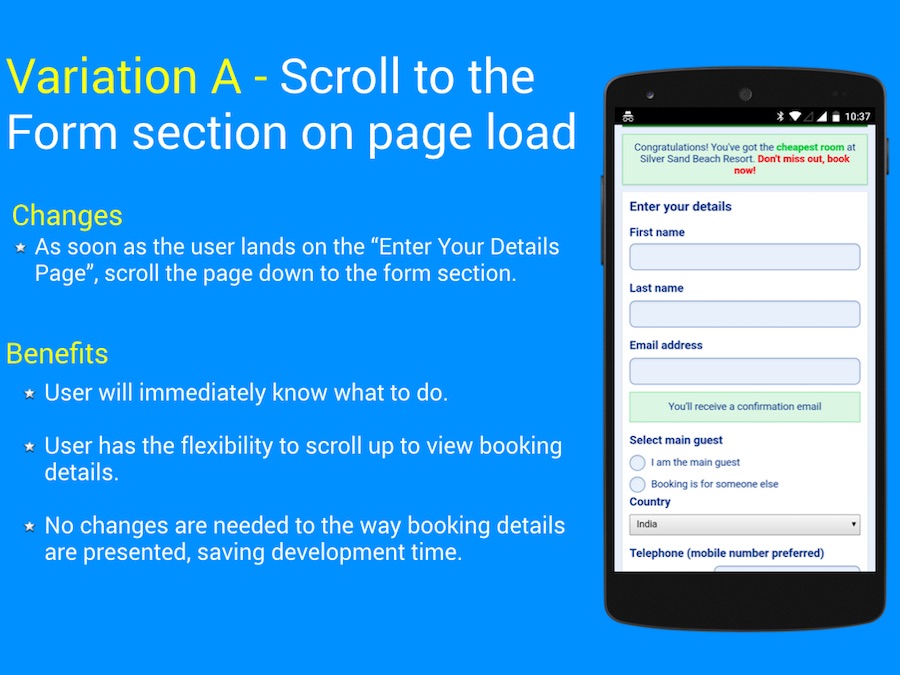 Variation A - Scroll to the
Form section on page load
Changes
As soon as the user lands on the “Enter Your Details
Page”, scroll the page down to the form section.
Benefits
User will immediately know what to do.
User has the flexibility to scroll up to view booking
details.
No changes are needed to the way booking details
are presented, saving development time.
10:37
Congratulations! You've got the cheapest room at
Silver Sand Beach Resort. Don't miss out, book
now!
Enter your details
First name
Last name
Email address
You'll receive a confirmation email
Select main guest
I am the main guest
Booking is for someone else
Country
India
Telephone (mobile number preferred)